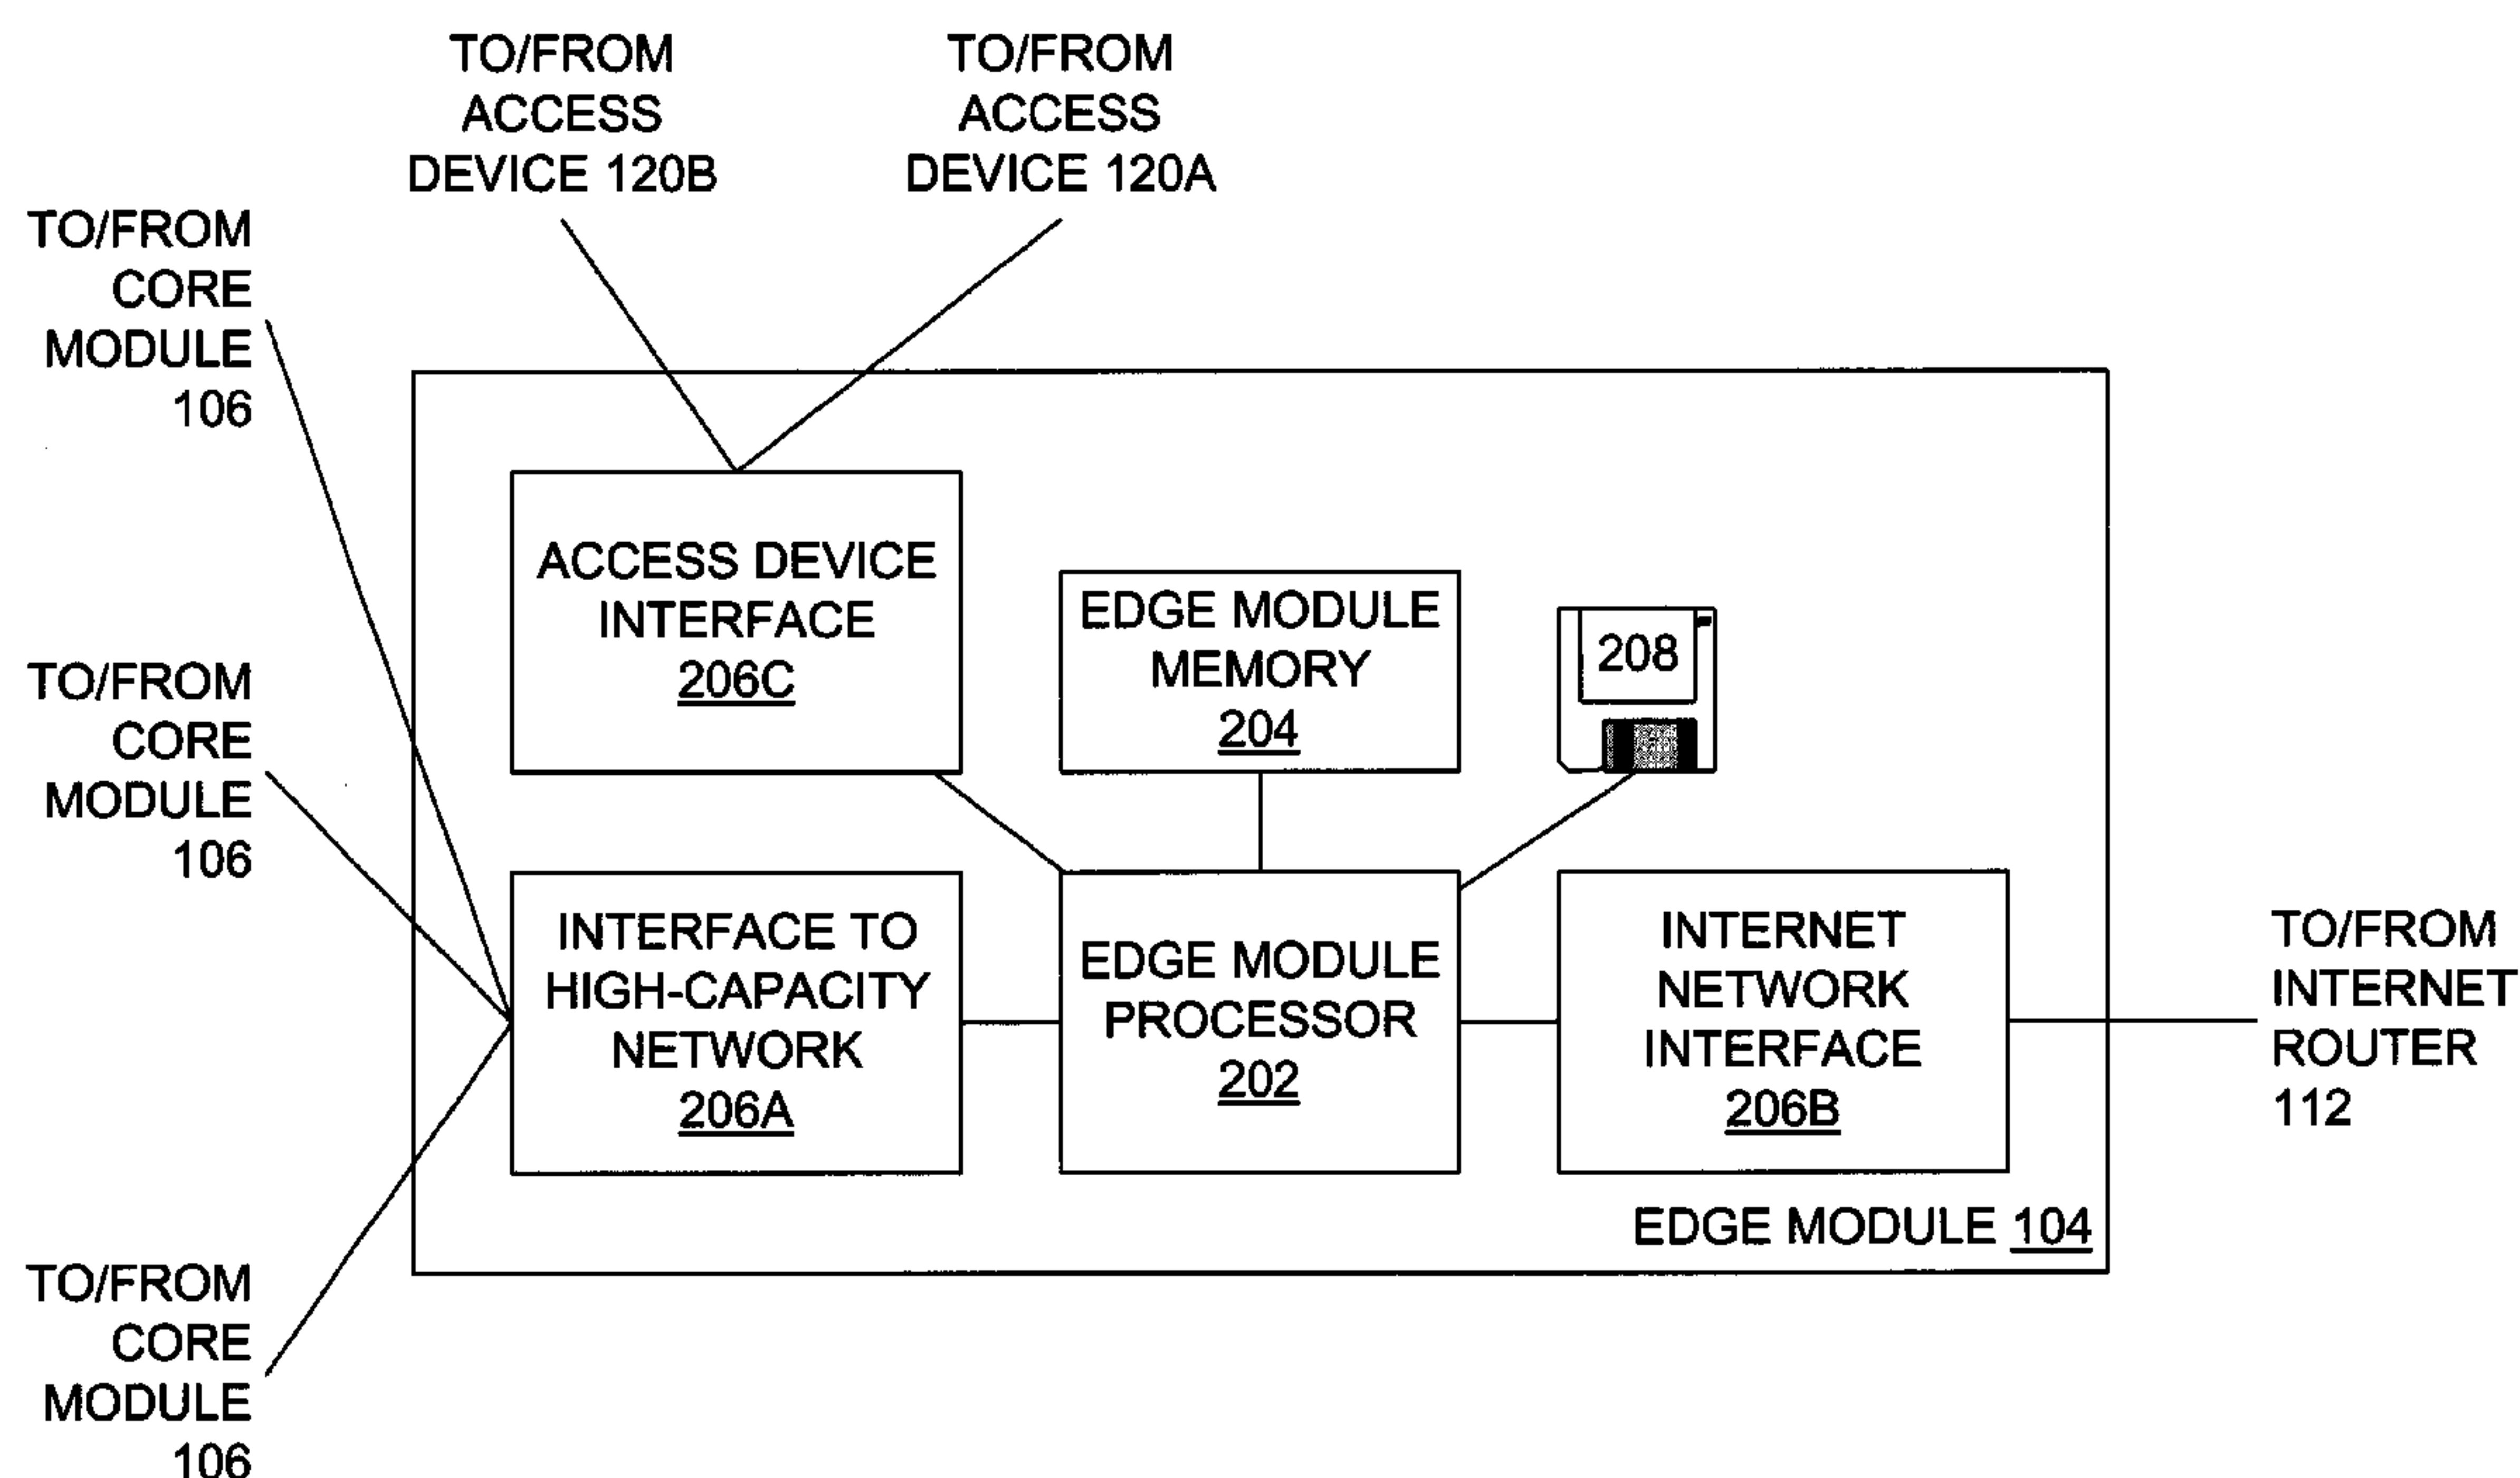 TO/FROM
ACCESS
DEVICE 120B
TO/FROM
ACCESS
DEVICE 120A
TO/FROM
CORE
MODULE
106
TO/FROM
CORE
MODULE
106
TO/FROM
CORE
MODULE
106
ACCESS DEVICE
INTERFACE
206C
EDGE MODULE
MEMORY
204
208
INTERFACE TO
HIGH-CAPACITY
NETWORK
206A
EDGE MODULE
PROCESSOR
202
INTERNET
NETWORK
INTERFACE
206B
TO/FROM
INTERNET
ROUTER
112
EDGE MODULE 104